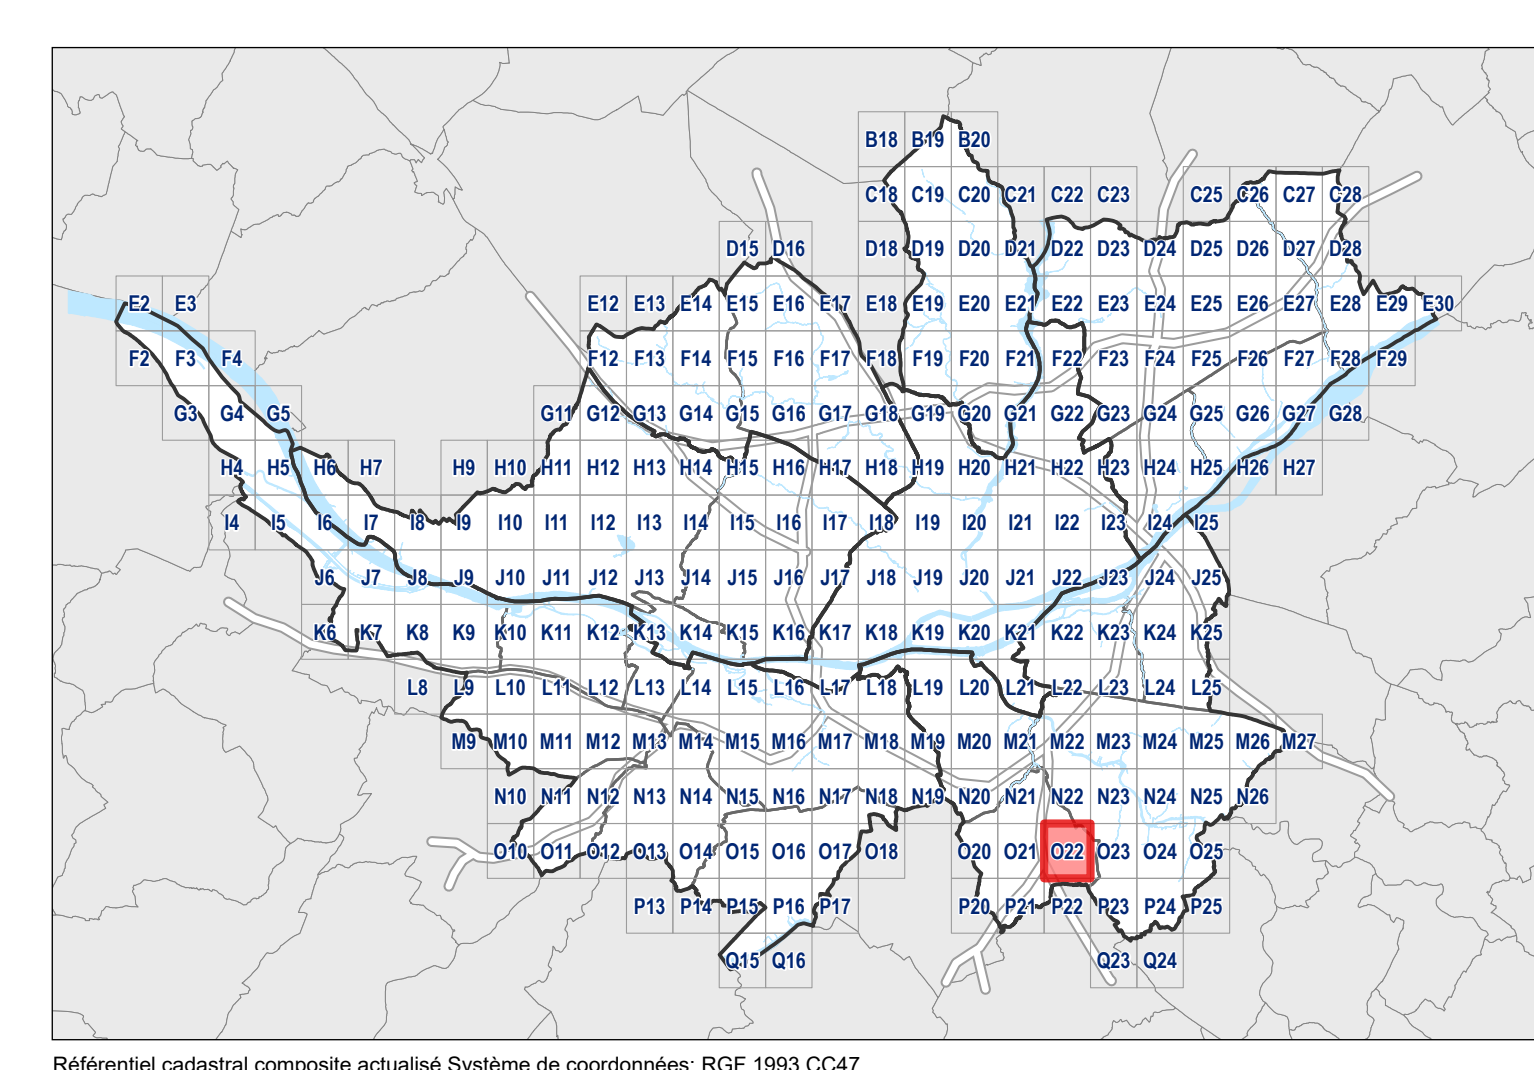 B18 B19 B20
C18 C19 C20 C21 C22 C23 C25 C26 C27 C28
D15 D16 D18 D19 D20 D21 D22 D23 D24 D25 D26 D27 D28
E2 E3 E12 E13 E14 E15 E16 E17 E18 E19 E20 E21 E22 E23 E24 E25 E26 E27 E28 E29 E30
F2 F3 F4 F12 F13 F14 F15 F16 F17 F18 F19 F20 F21 F22 F23 F24 F25 F26 F27 F28 F29
G3 G4 G5 G11 G12 G13 G14 G15 G16 G17 G18 G19 G20 G21 G22 G23 G24 G25 G26 G27 G28
H4 H5 H6 H7 H9 H10 H11 H12 H13 H14 H15 H16 H17 H18 H19 H20 H21 H22 H23 H24 H25 H26 H27
I4 I5 I6 I7 I8 I9 I10 I11 I12 I13 I14 I15 I16 I17 I18 I19 I20 I21 I22 I23 I24 I25
J6 J7 J8 J9 J10 J11 J12 J13 J14 J15 J16 J17 J18 J19 J20 J21 J22 J23 J24 J25
K6 K7 K8 K9 K10 K11 K12 K13 K14 K15 K16 K17 K18 K19 K20 K21 K22 K23 K24 K25
L8 L9 L10 L11 L12 L13 L14 L15 L16 L17 L18 L19 L20 L21 L22 L23 L24 L25
M9 M10 M11 M12 M13 M14 M15 M16 M17 M18 M19 M20 M21 M22 M23 M24 M25 M26 M27
N10 N11 N12 N13 N14 N15 N16 N17 N18 N19 N20 N21 N22 N23 N24 N25 N26
O10 O11 O12 O13 O14 O15 O16 O17 O18 O20 O21 O22 O23 O24 O25
P13 P14 P15 P16 P17 P20 P21 P22 P23 P24 P25
Q15 Q16 Q23 Q24
Référentiel cadastral composite actualisé Système de coordonnées: RGF 1993 CC47